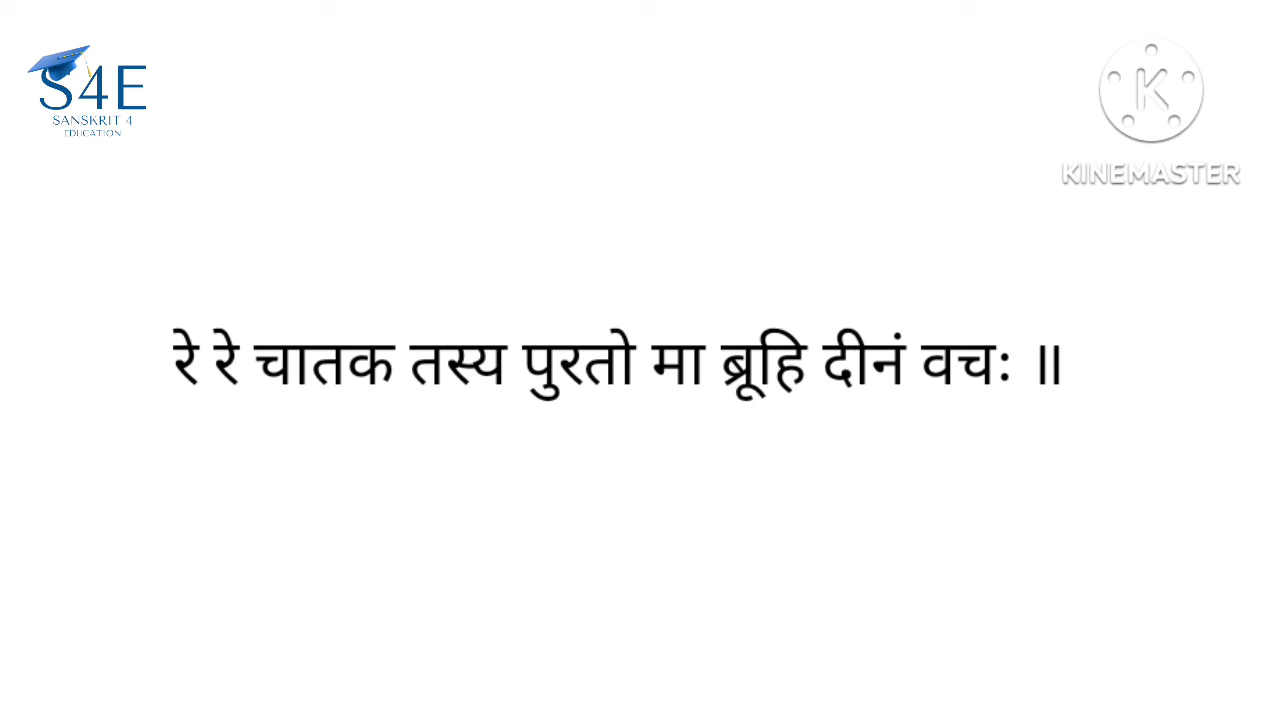 S4E
SANSKRIT 4
EDUCATION
K
KINEMASTER
रे रे चातक तस्य पुरतो मा ब्रूहि दीनं वचः ॥